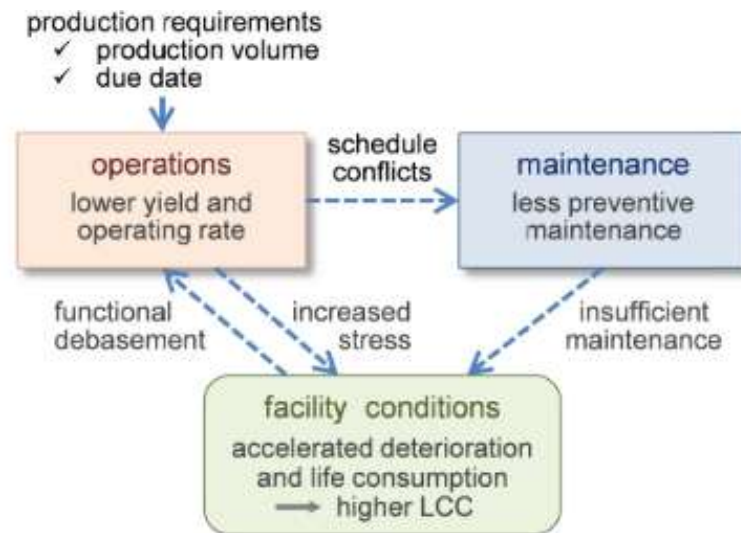 production requirements
✓ production volume
✓ due date
operations
lower yield and
operating rate
schedule
conflicts
maintenance
less preventive
maintenance
functional
debasement
increased
stress
insufficient
maintenance
facility conditions
accelerated deterioration
and life consumption
→ higher LCC